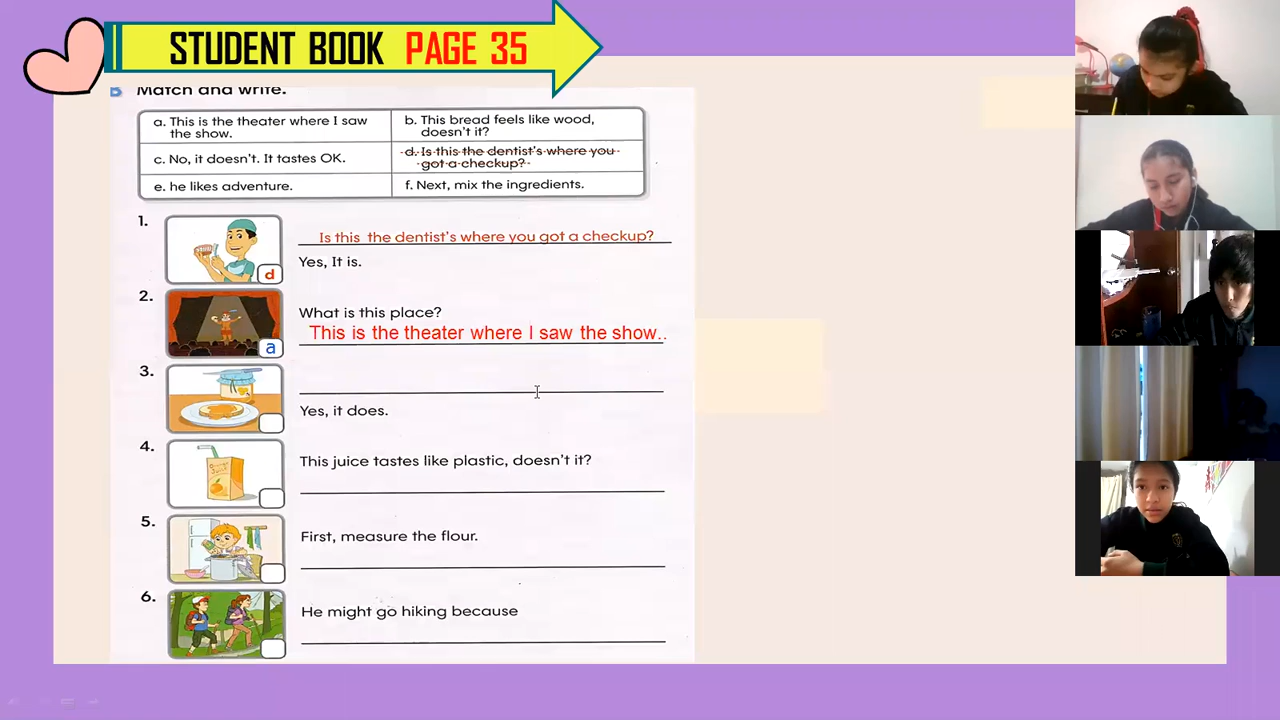 STUDENT BOOK PAGE 35
B Match and write.
a. This is the theater where I saw
the show.
b. This bread feels like wood,
doesn't it?
c. No, it doesn't. It tastes OK.
d. Is this the dentist's where you
got a checkup?
e. he likes adventure.
f. Next, mix the ingredients.
1.
Is this the dentist's where you got a checkup?
d
Yes, It is.
2.
What is this place?
This is the theater where I saw the show..
a
3.
Yes, it does.
4.
Orange
Juice
This juice tastes like plastic, doesn't it?
5.
First, measure the flour.
6.
He might go hiking because